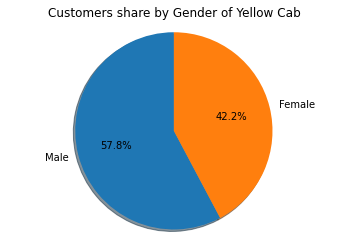 Customers share by Gender of Yellow Cab
Female
42.2%
57.8%
Male